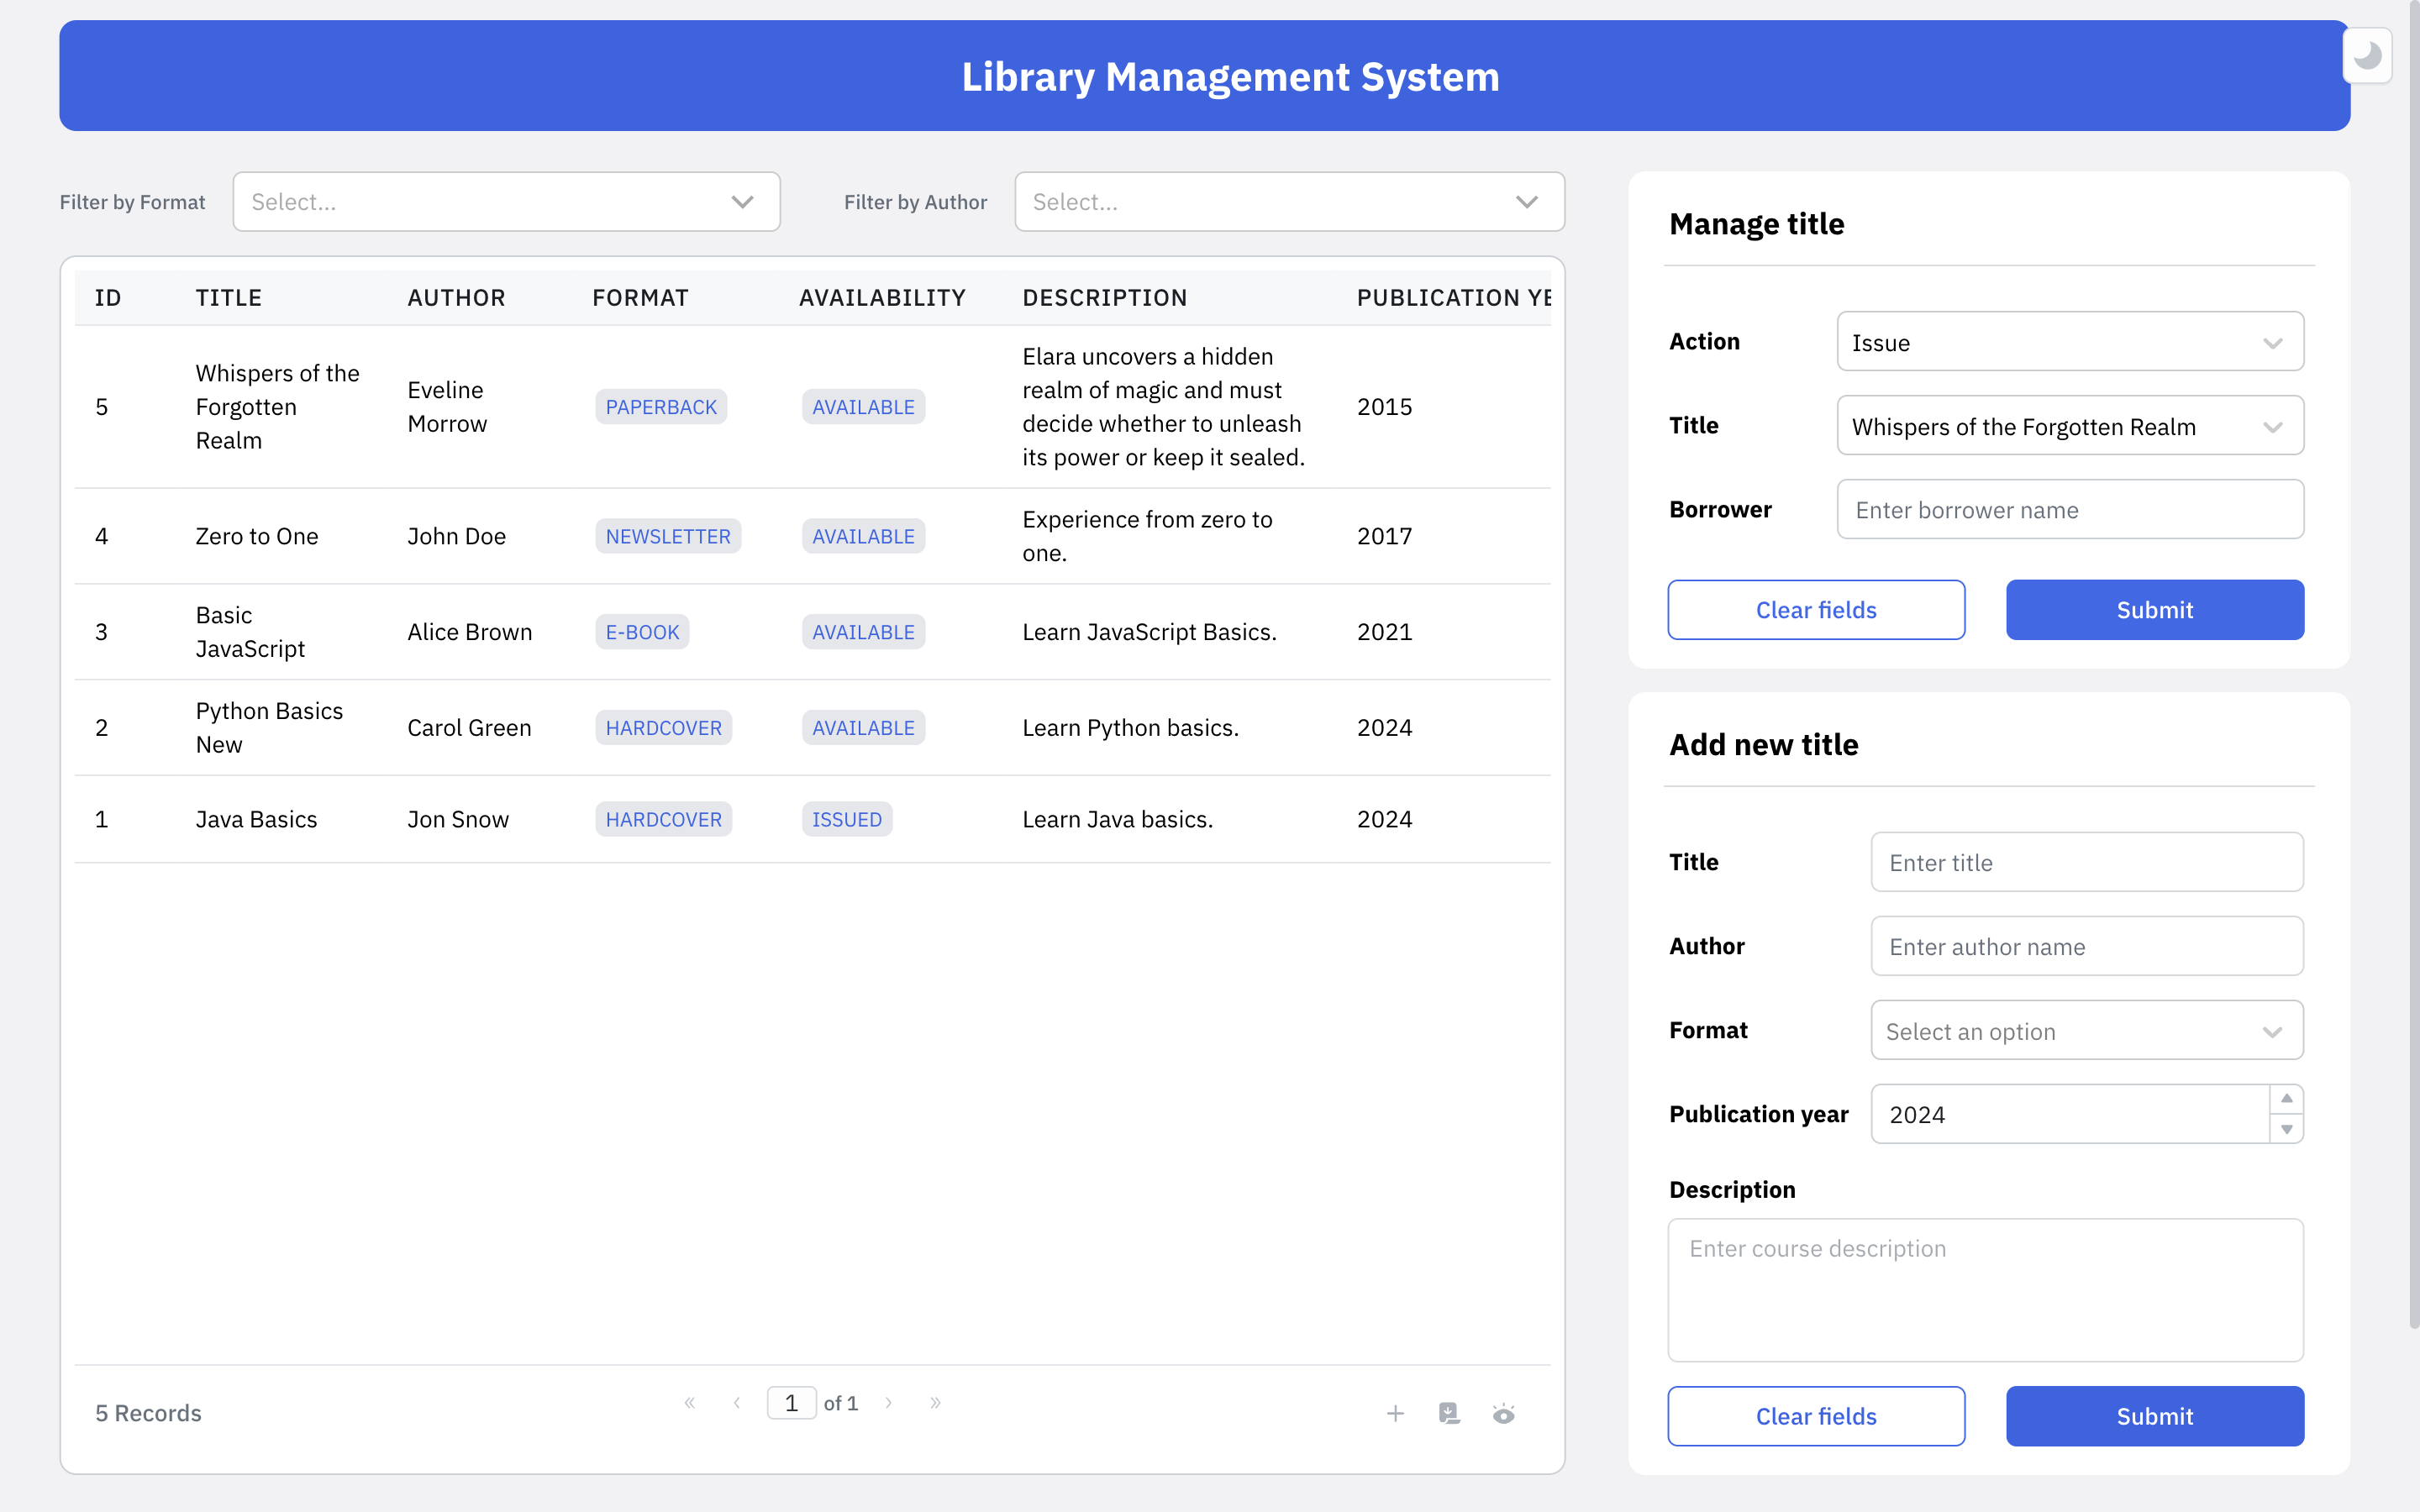 Library Management System
Filter by Format
Select...
Filter by Author
Select...
ID TITLE AUTHOR FORMAT AVAILABILITY DESCRIPTION PUBLICATION YE
5
Whispers of the
Forgotten
Realm
Eveline
Morrow
PAPERBACK
AVAILABLE
Elara uncovers a hidden
realm of magic and must
decide whether to unleash
its power or keep it sealed.
2015
4
Zero to One
John Doe
NEWSLETTER
AVAILABLE
Experience from zero to
one.
2017
3
Basic
JavaScript
Alice Brown
E-BOOK
AVAILABLE
Learn JavaScript Basics.
2021
2
Python Basics
New
Carol Green
HARDCOVER
AVAILABLE
Learn Python basics.
2024
1
Java Basics
Jon Snow
HARDCOVER
ISSUED
Learn Java basics.
2024
5 Records
« ‹ 1 of 1 › »
Manage title
Action
Issue
Title
Whispers of the Forgotten Realm
Borrower
Enter borrower name
Clear fields
Submit
Add new title
Title
Enter title
Author
Enter author name
Format
Select an option
Publication year
2024
Description
Enter course description
Clear fields
Submit